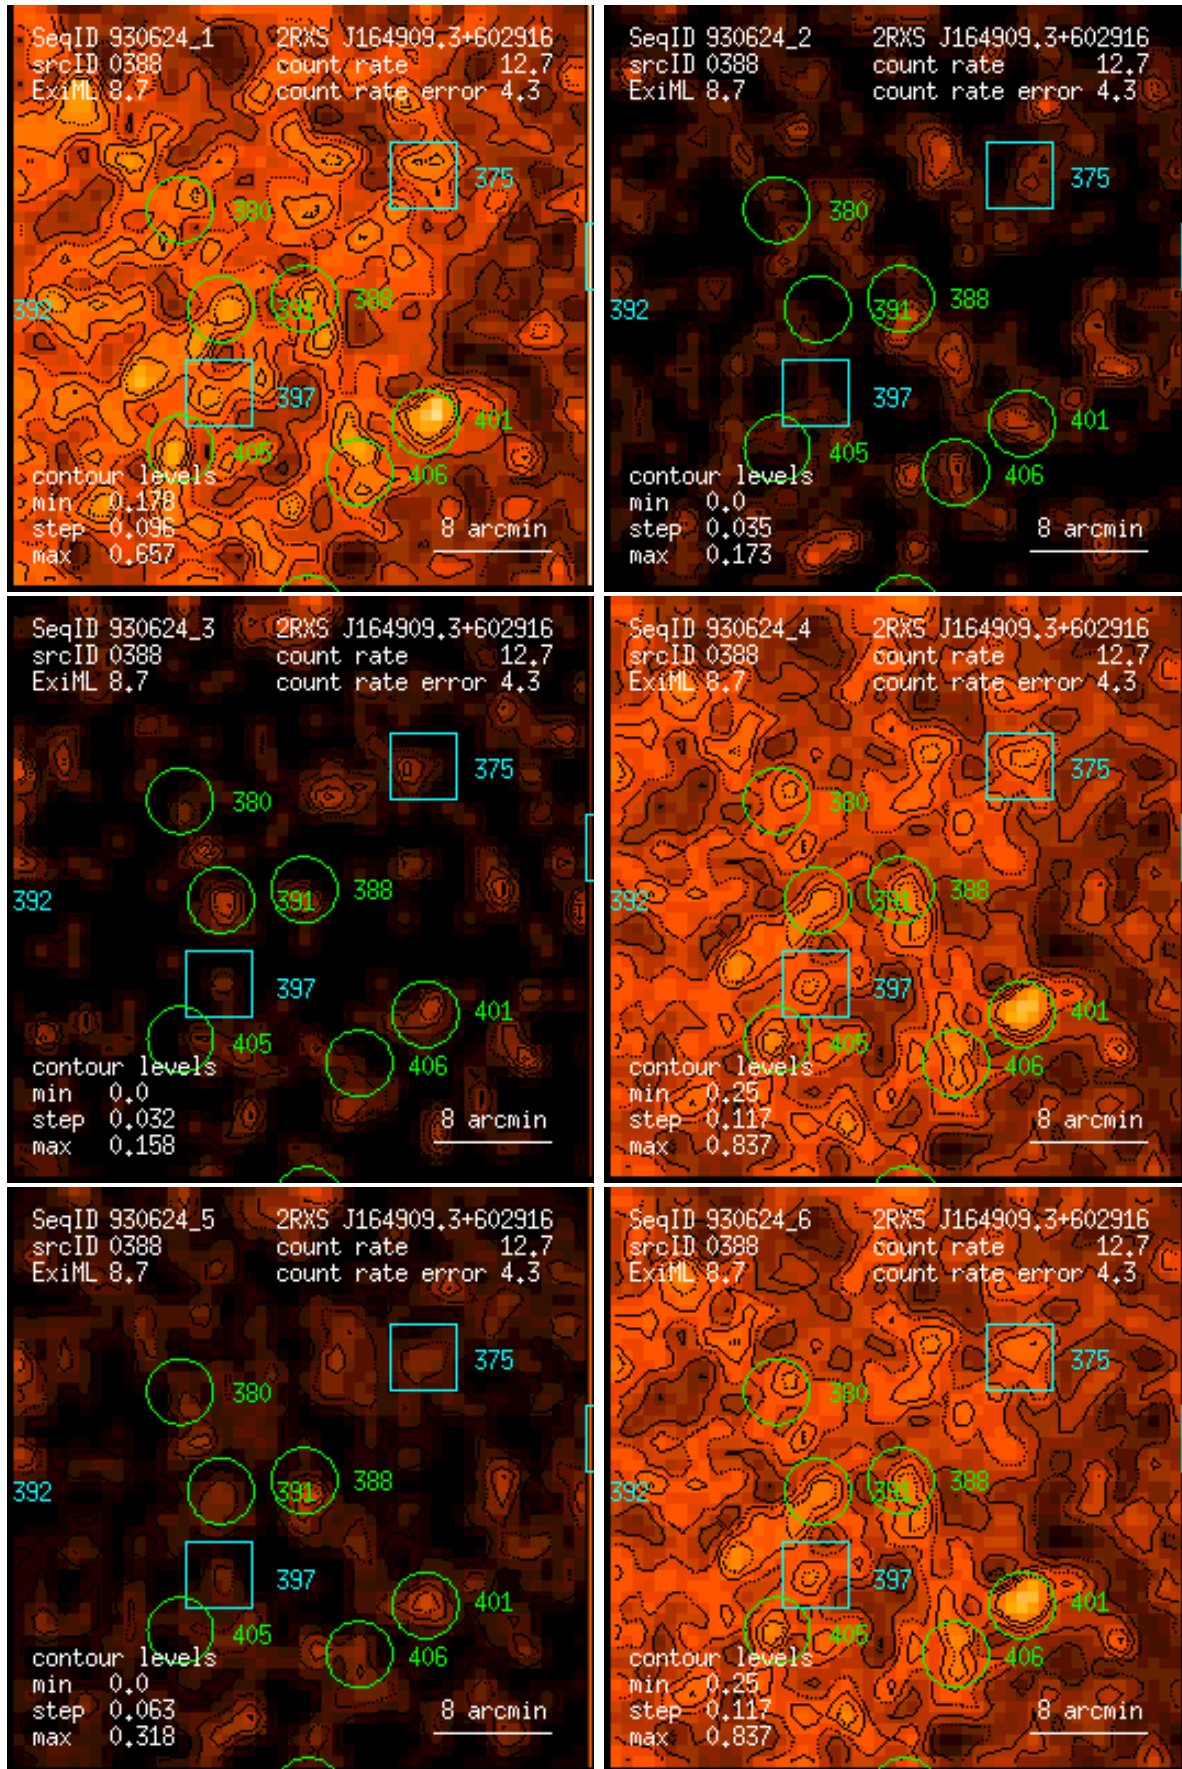 SeqID 930624_1 2RXS J164909.3+602916
srcID 0388 count rate 12.7
ExiML 8.7 count rate error 4.3
375
380
388
391
392
397
401
405
406
contour levels
min 0.178
step 0.096 8 arcmin
max 0.657
SeqID 930624_2 2RXS J164909.3+602916
srcID 0388 count rate 12.7
ExiML 8.7 count rate error 4.3
375
380
388
391
392
397
401
405
406
contour levels
min 0.0
step 0.035 8 arcmin
max 0.173
SeqID 930624_3 2RXS J164909.3+602916
srcID 0388 count rate 12.7
ExiML 8.7 count rate error 4.3
375
380
388
391
392
397
401
405
406
contour levels
min 0.0
step 0.032 8 arcmin
max 0.158
SeqID 930624_4 2RXS J164909.3+602916
srcID 0388 count rate 12.7
ExiML 8.7 count rate error 4.3
375
380
388
391
392
397
401
405
406
contour levels
min 0.25
step 0.117 8 arcmin
max 0.837
SeqID 930624_5 2RXS J164909.3+602916
srcID 0388 count rate 12.7
ExiML 8.7 count rate error 4.3
375
380
388
391
392
397
401
405
406
contour levels
min 0.0
step 0.063 8 arcmin
max 0.318
SeqID 930624_6 2RXS J164909.3+602916
srcID 0388 count rate 12.7
ExiML 8.7 count rate error 4.3
375
380
388
391
392
397
401
405
406
contour levels
min 0.25
step 0.117 8 arcmin
max 0.837